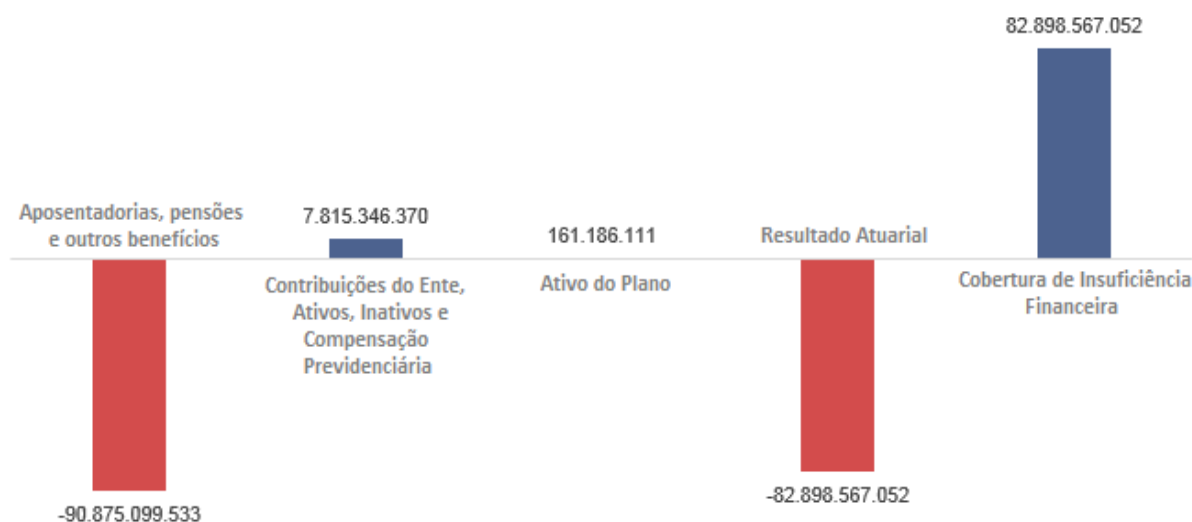 82.898.567.052
Aposentadorias, pensões
e outros benefícios
7.815.346.370
161.186.111
Resultado Atuarial
Contribuições do Ente,
Ativos, Inativos e
Compensação
Previdenciária
Ativo do Plano
Cobertura de Insuficiência
Financeira
-90.875.099.533
-82.898.567.052